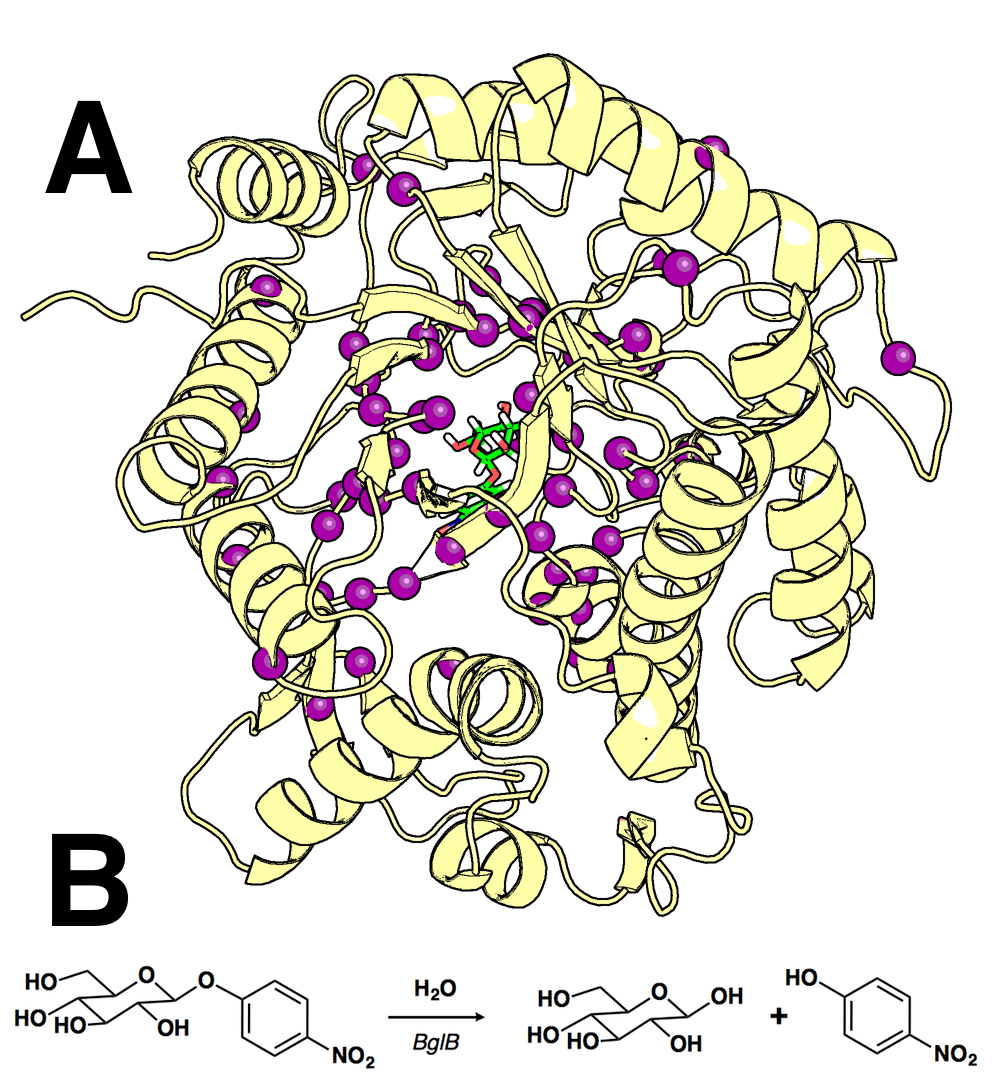 A
B
HO O O H₂O HO O OH HO
HO HO OH NO₂ BglB HO HO OH + NO₂